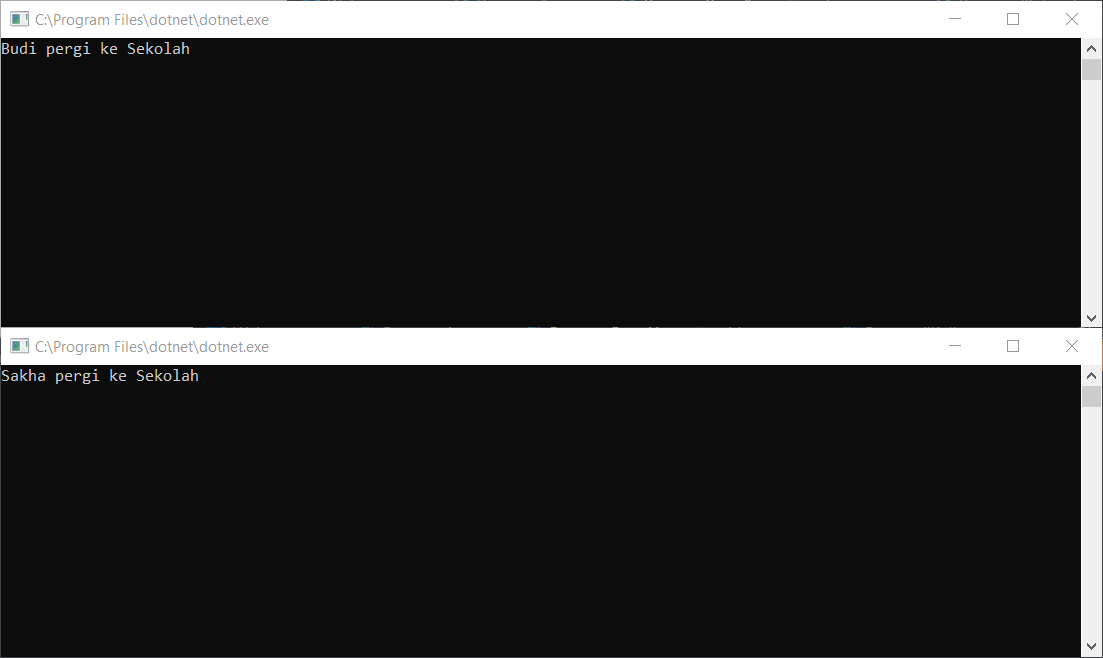 C:\Program Files\dotnet\dotnet.exe
Budi pergi ke Sekolah
C:\Program Files\dotnet\dotnet.exe
Sakha pergi ke Sekolah